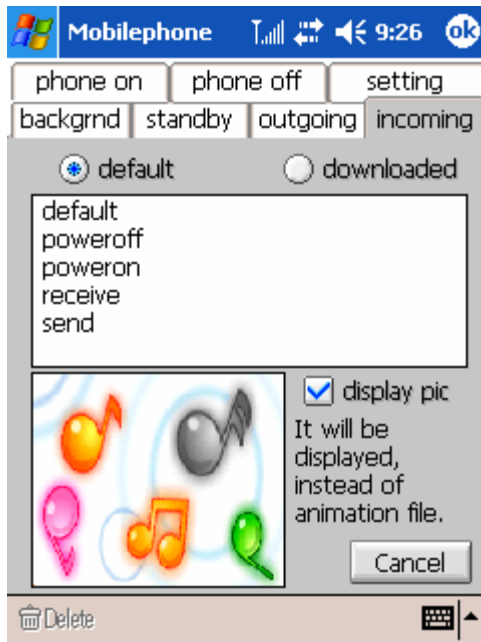 Mobilephone 9:26 ok
phone on phone off setting
backgrnd standby outgoing incoming
default downloaded
default
poweroff
poweron
receive
send
display pic
It will be
displayed,
instead of
animation file.
Cancel
Delete